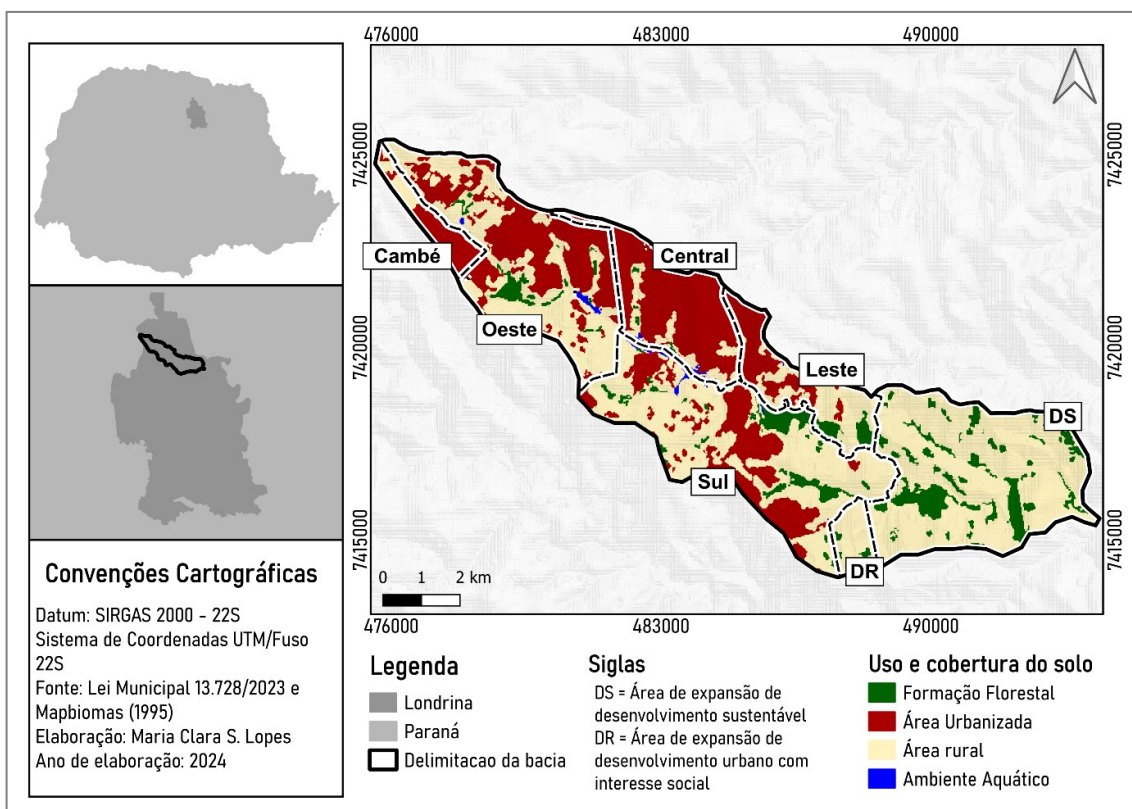 476000 483000 490000
7425000 7425000
7420000 7420000
7415000 7415000
Cambé
Central
Oeste
Leste
DS
Sul
DR
0 1 2 km
476000 483000 490000
Convenções Cartográficas
Datum: SIRGAS 2000 - 22S
Sistema de Coordenadas UTM/Fuso
22S
Fonte: Lei Municipal 13.728/2023 e
Mapbiomas (1995)
Elaboração: Maria Clara S. Lopes
Ano de elaboração: 2024
Legenda
Londrina
Paraná
Delimitacao da bacia
Siglas
DS = Área de expansão de
desenvolvimento sustentável
DR = Área de expansão de
desenvolvimento urbano com
interesse social
Uso e cobertura do solo
Formação Florestal
Área Urbanizada
Área rural
Ambiente Aquático